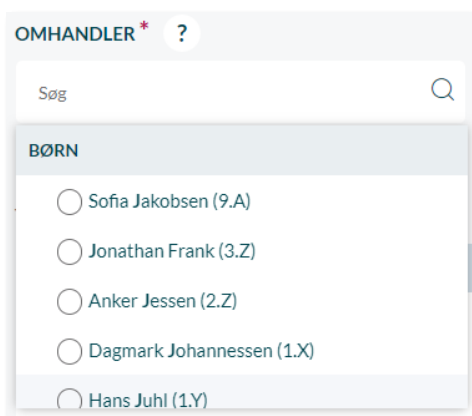 OMHANDLER* ?
Søg
BØRN
Sofia Jakobsen (9.A)
Jonathan Frank (3.Z)
Anker Jessen (2.Z)
Dagmark Johannessen (1.X)
Hans Juhl (1.Y)